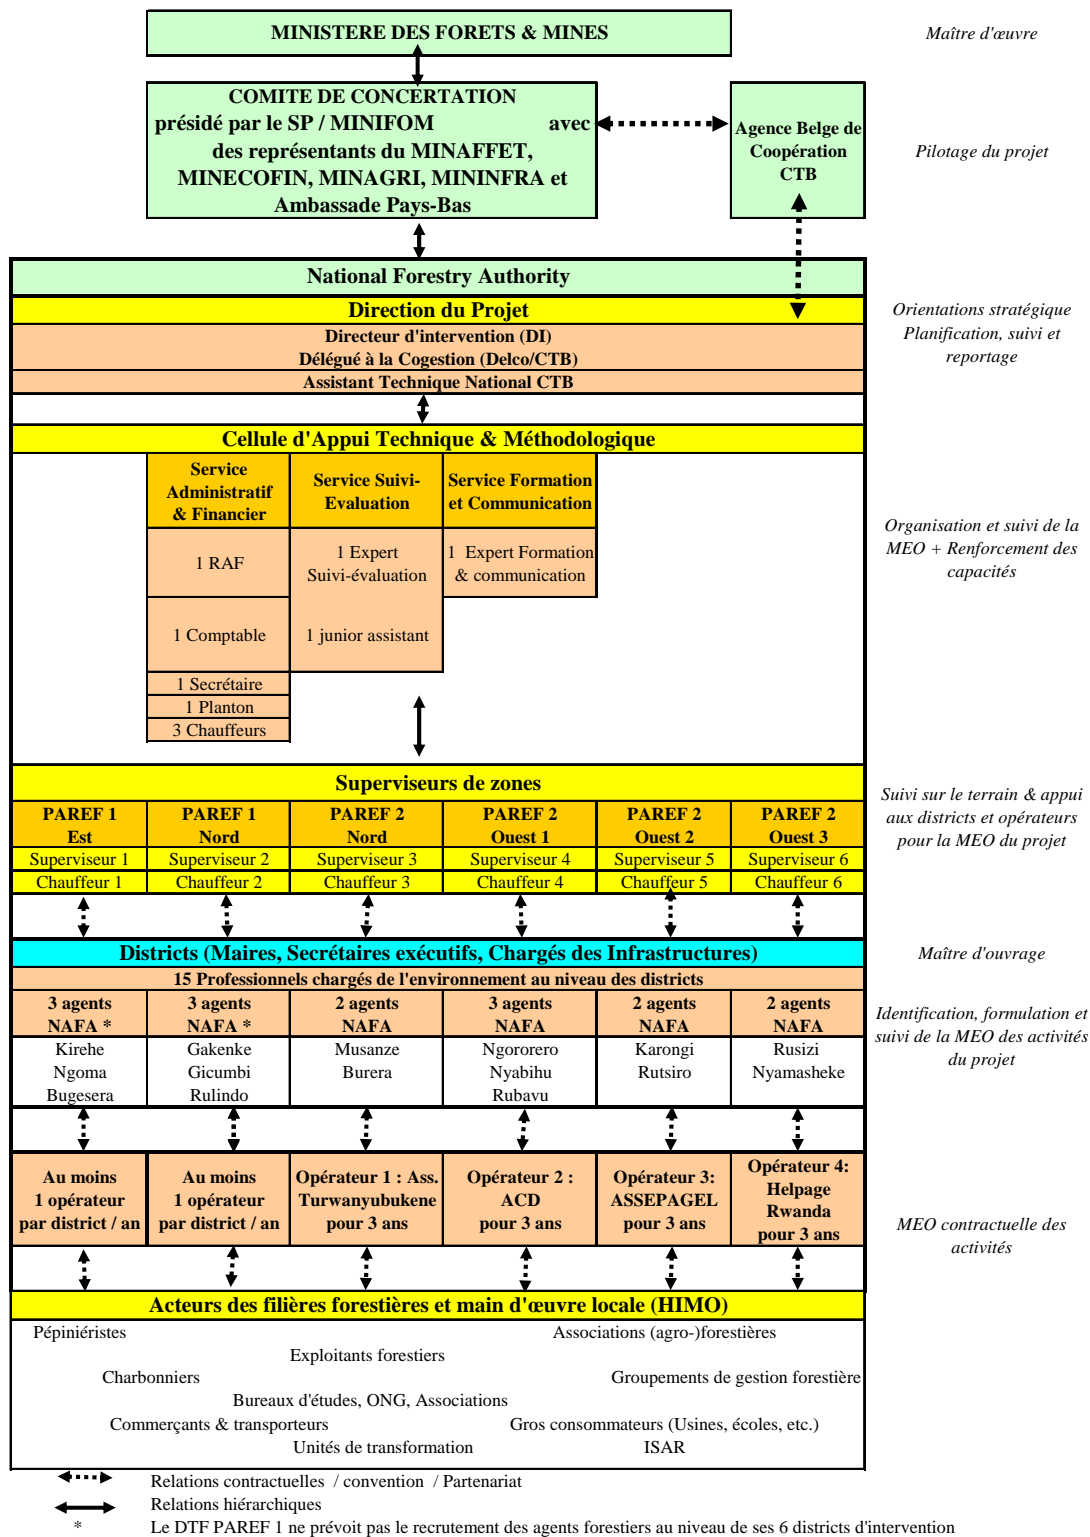 MINISTERE DES FORETS & MINES
Maître d'œuvre
COMITE DE CONCERTATION
présidé par le SP / MINIFOM avec
des représentants du MINAFFET,
MINECOFIN, MINAGRI, MININFRA et
Ambassade Pays-Bas
Agence Belge de
Coopération
CTB
Pilotage du projet
National Forestry Authority
Direction du Projet
Directeur d'intervention (DI)
Délégué à la Cogestion (Delco/CTB)
Assistant Technique National CTB
Orientations stratégique
Planification, suivi et
reportage
Cellule d'Appui Technique & Méthodologique
Service
Administratif
& Financier
Service Suivi-
Evaluation
Service Formation
et Communication
1 RAF
1 Expert
Suivi-évaluation
1 Expert Formation
& communication
1 Comptable
1 junior assistant
1 Secrétaire
1 Planton
3 Chauffeurs
Organisation et suivi de la
MEO + Renforcement des
capacités
Superviseurs de zones
PAREF 1
Est
PAREF 1
Nord
PAREF 2
Nord
PAREF 2
Ouest 1
PAREF 2
Ouest 2
PAREF 2
Ouest 3
Superviseur 1
Superviseur 2
Superviseur 3
Superviseur 4
Superviseur 5
Superviseur 6
Chauffeur 1
Chauffeur 2
Chauffeur 3
Chauffeur 4
Chauffeur 5
Chauffeur 6
Suivi sur le terrain & appui
aux districts et opérateurs
pour la MEO du projet
Districts (Maires, Secrétaires exécutifs, Chargés des Infrastructures)
Maître d'ouvrage
15 Professionnels chargés de l'environnement au niveau des districts
3 agents
NAFA *
3 agents
NAFA *
2 agents
NAFA
3 agents
NAFA
2 agents
NAFA
2 agents
NAFA
Kirehe
Ngoma
Bugesera
Gakenke
Gicumbi
Rulindo
Musanze
Burera
Ngororero
Nyabihu
Rubavu
Karongi
Rutsiro
Rusizi
Nyamasheke
Identification, formulation et
suivi de la MEO des activités
du projet
Au moins
1 opérateur
par district / an
Au moins
1 opérateur
par district / an
Opérateur 1 : Ass.
Turwanyubukene
pour 3 ans
Opérateur 2 :
ACD
pour 3 ans
Opérateur 3:
ASSEPAGEL
pour 3 ans
Opérateur 4:
Helpage
Rwanda
pour 3 ans
MEO contractuelle des
activités
Acteurs des filières forestières et main d'œuvre locale (HIMO)
Pépiniéristes
Associations (agro-)forestières
Exploitants forestiers
Charbonniers
Groupements de gestion forestière
Bureaux d'études, ONG, Associations
Commerçants & transporteurs
Gros consommateurs (Usines, écoles, etc.)
Unités de transformation
ISAR
Relations contractuelles / convention / Partenariat
Relations hiérarchiques
* Le DTF PAREF 1 ne prévoit pas le recrutement des agents forestiers au niveau de ses 6 districts d'intervention